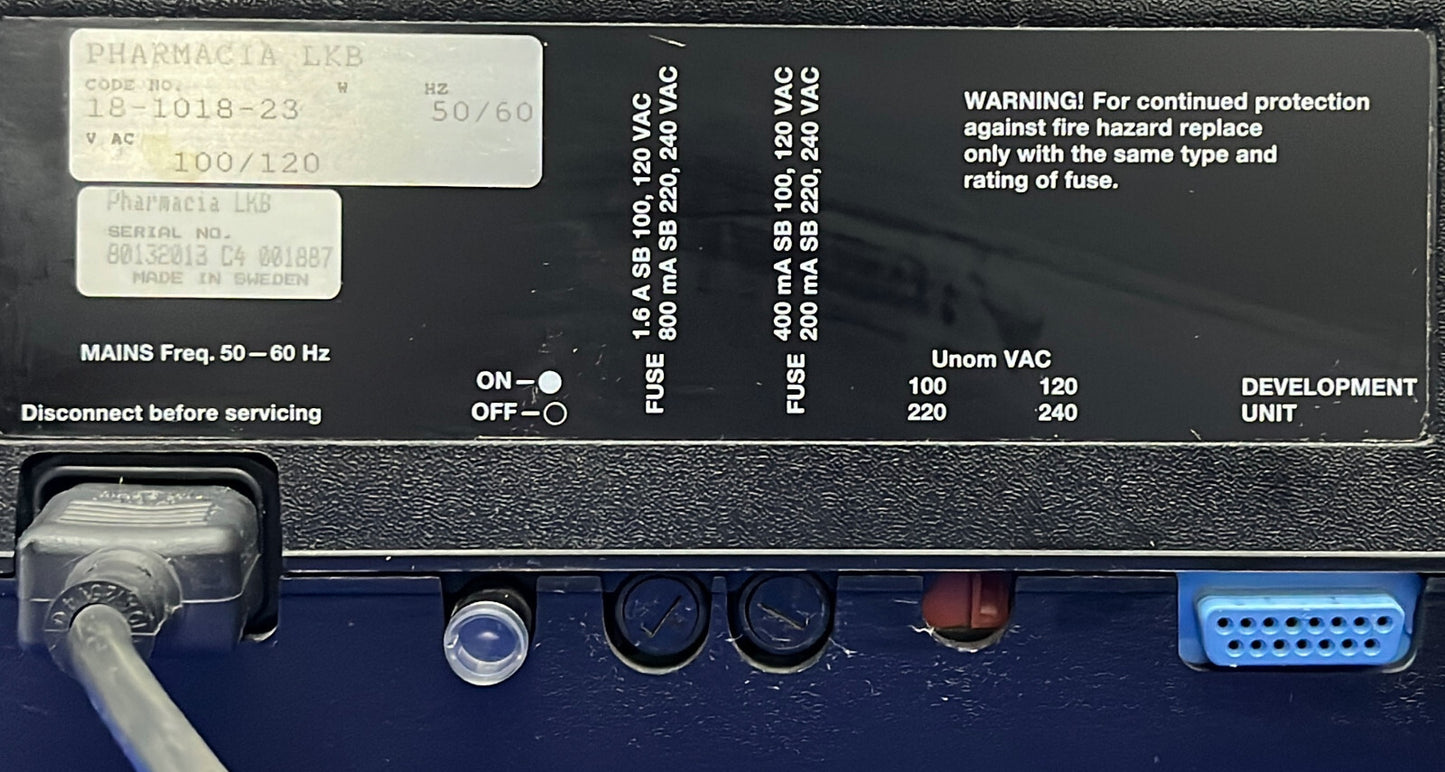 PHARMACIA LKB
CODE NO. W HZ
18-1018-23 50/60
V AC
100/120
Pharmacia LKB
SERIAL NO.
80132013 C4 001887
MADE IN SWEDEN
MAINS Freq. 50–60 Hz
Disconnect before servicing
ON
OFF
FUSE 1.6 A SB 100, 120 VAC
800 mA SB 220, 240 VAC
FUSE 400 mA SB 100, 120 VAC
200 mA SB 220, 240 VAC
WARNING! For continued protection
against fire hazard replace
only with the same type and
rating of fuse.
Unom VAC
100 120
220 240
DEVELOPMENT
UNIT